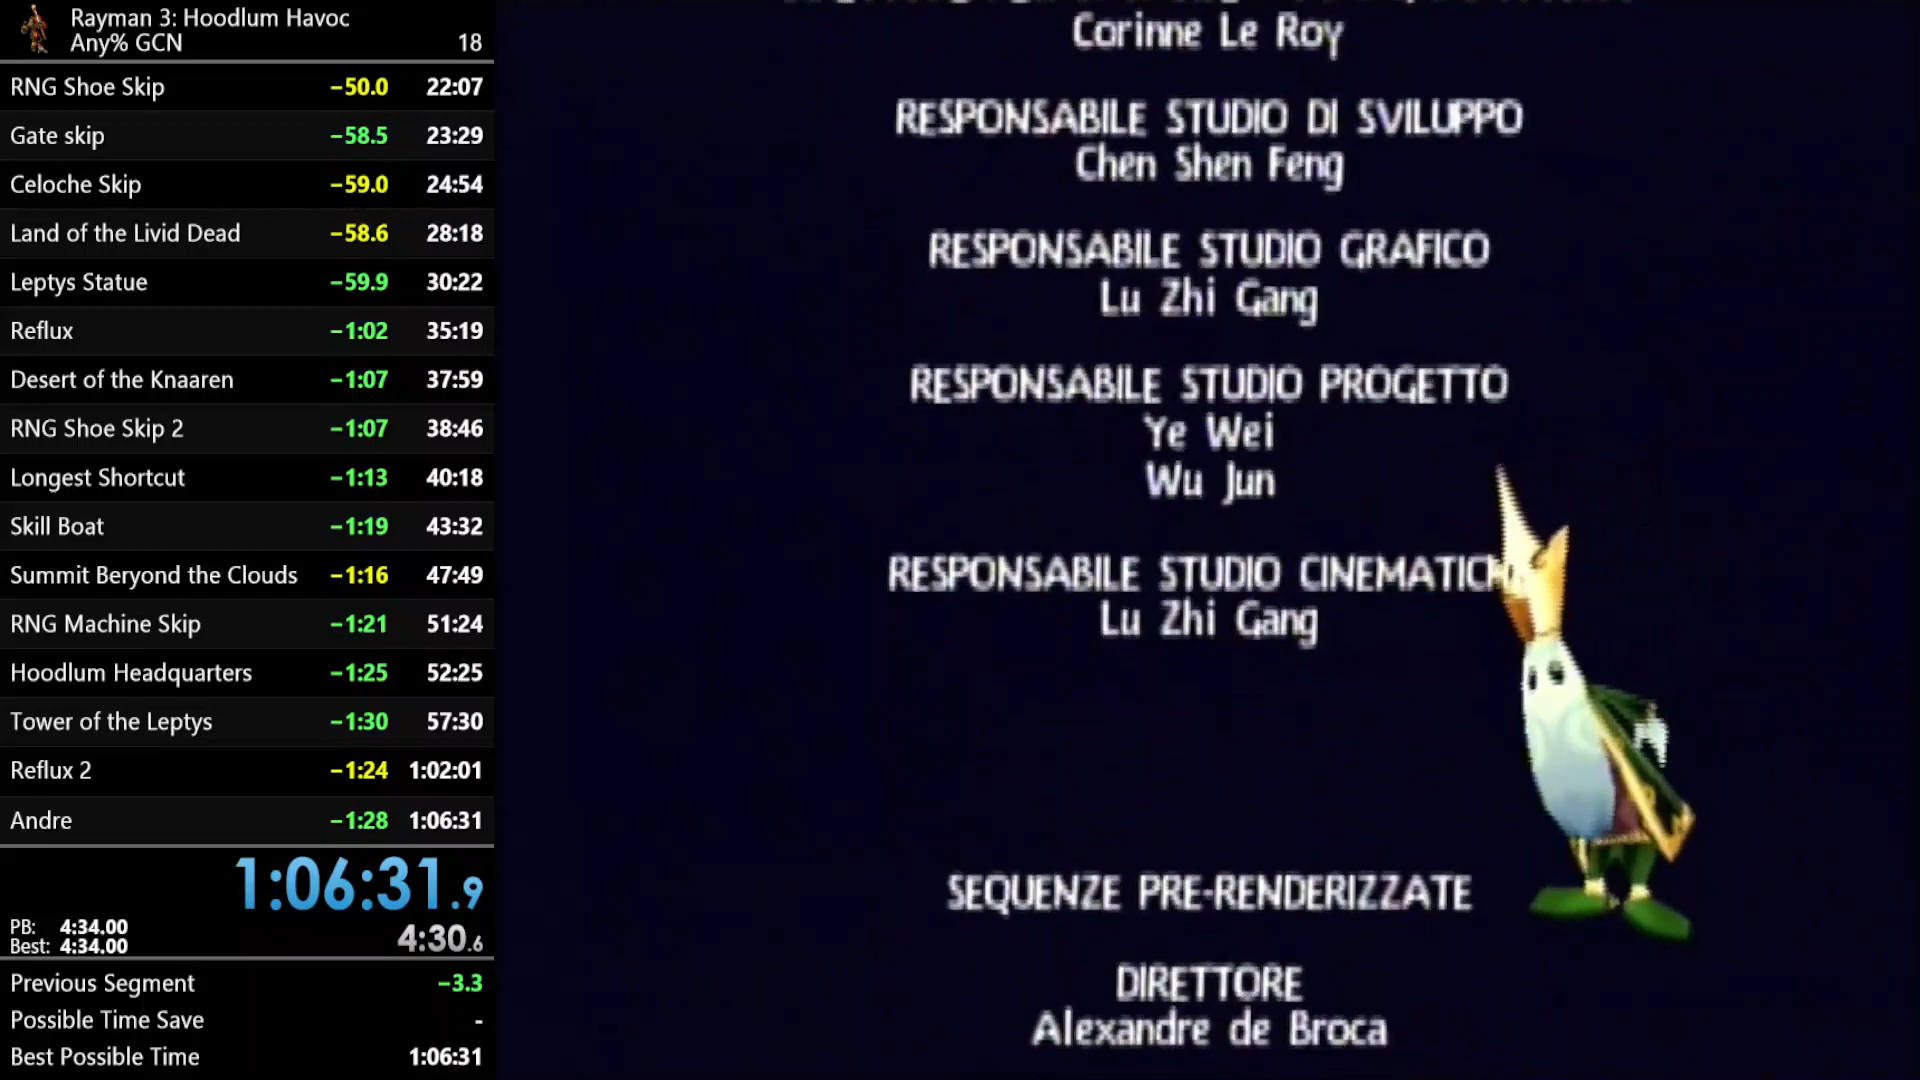 Rayman 3: Hoodlum Havoc
Any% GCN 18
RNG Shoe Skip −50.0 22:07
Gate skip −58.5 23:29
Celoche Skip −59.0 24:54
Land of the Livid Dead −58.6 28:18
Leptys Statue −59.9 30:22
Reflux −1:02 35:19
Desert of the Knaaren −1:07 37:59
RNG Shoe Skip 2 −1:07 38:46
Longest Shortcut −1:13 40:18
Skill Boat −1:19 43:32
Summit Beryond the Clouds −1:16 47:49
RNG Machine Skip −1:21 51:24
Hoodlum Headquarters −1:25 52:25
Tower of the Leptys −1:30 57:30
Reflux 2 −1:24 1:02:01
Andre −1:28 1:06:31
1:06:31.9
PB: 4:34.00
Best: 4:34.00
4:30.6
Previous Segment −3.3
Possible Time Save -
Best Possible Time 1:06:31
Corinne Le Roy
RESPONSABILE STUDIO DI SVILUPPO
Chen Shen Feng
RESPONSABILE STUDIO GRAFICO
Lu Zhi Gang
RESPONSABILE STUDIO PROGETTO
Ye Wei
Wu Jun
RESPONSABILE STUDIO
Lu Zhi Gang
SEQUENZE PRE-RENDERIZZATE
DIRETTORE
Alexandre de Broca